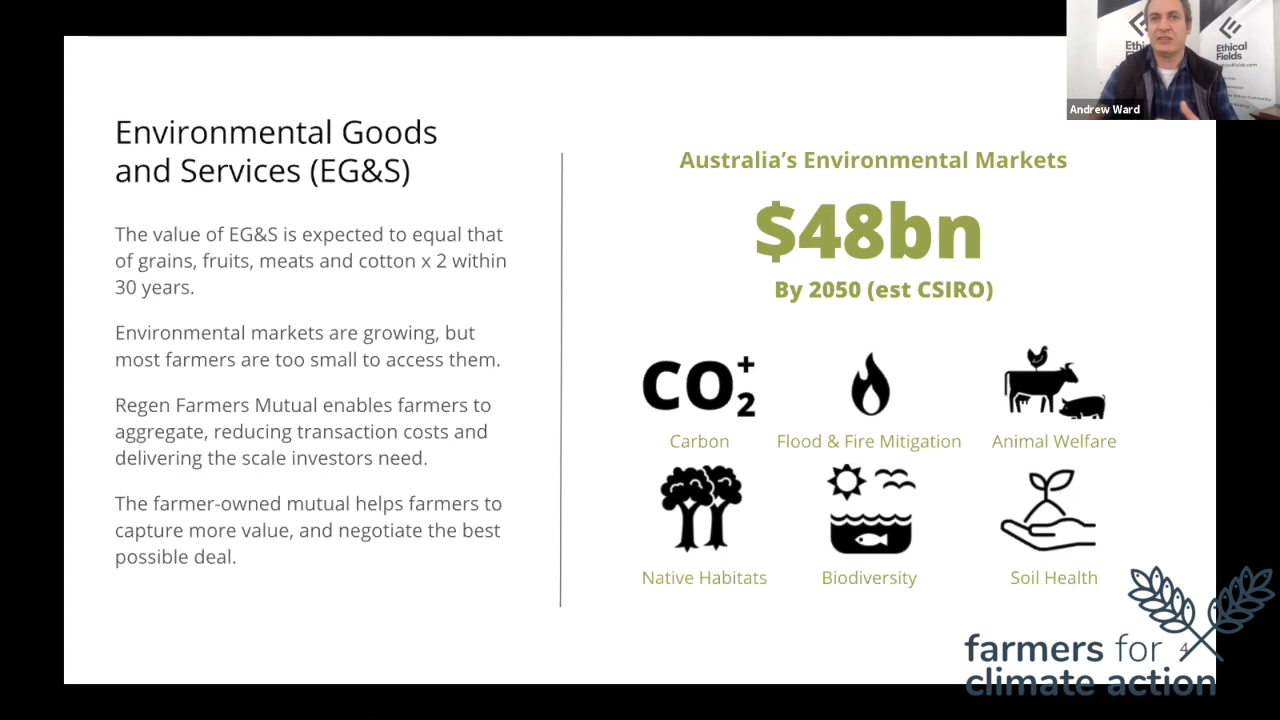 Environmental Goods
and Services (EG&S)
The value of EG&S is expected to equal that
of grains, fruits, meats and cotton x 2 within
30 years.
Environmental markets are growing, but
most farmers are too small to access them.
Regen Farmers Mutual enables farmers to
aggregate, reducing transaction costs and
delivering the scale investors need.
The farmer-owned mutual helps farmers to
capture more value, and negotiate the best
possible deal.
Australia's Environmental Markets
$48bn
By 2050 (est CSIRO)
CO2+
Carbon
Flood & Fire Mitigation
Animal Welfare
Native Habitats
Biodiversity
Soil Health
Ethical
Fields
Andrew Ward
farmers for
climate action
4